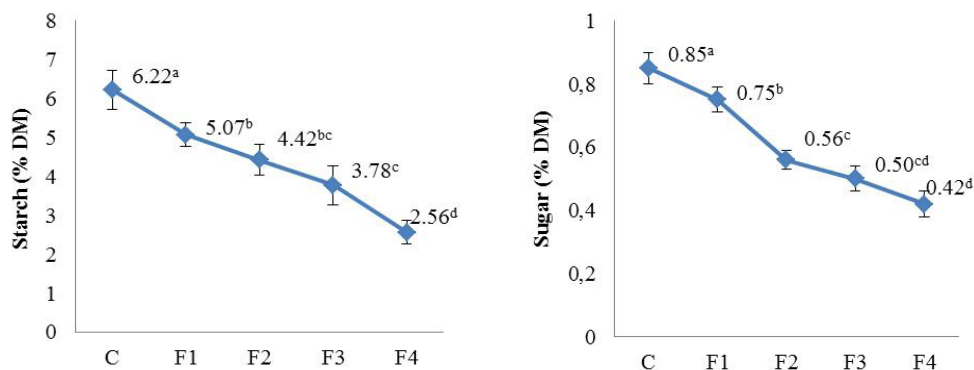 8
7
6
5
4
3
2
1
0
Starch (% DM)
6.22ᵃ
5.07ᵇ
4.42ᵇᶜ
3.78ᶜ
2.56ᵈ
C F1 F2 F3 F4
1
0,8
0,6
0,4
0,2
0
Sugar (% DM)
0.85ᵃ
0.75ᵇ
0.56ᶜ
0.50ᶜᵈ
0.42ᵈ
C F1 F2 F3 F4